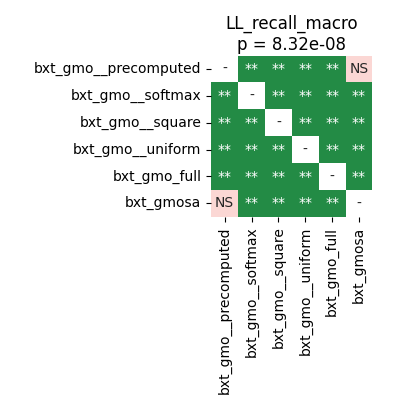 LL_recall_macro
p = 8.32e-08
bxt_gmo__precomputed - ** ** ** ** NS
bxt_gmo__softmax ** - ** ** ** **
bxt_gmo__square ** ** - ** ** **
bxt_gmo__uniform ** ** ** - ** **
bxt_gmo_full ** ** ** ** - **
bxt_gmosa NS ** ** ** ** -
bxt_gmo__precomputed
bxt_gmo__softmax
bxt_gmo__square
bxt_gmo__uniform
bxt_gmo_full
bxt_gmosa